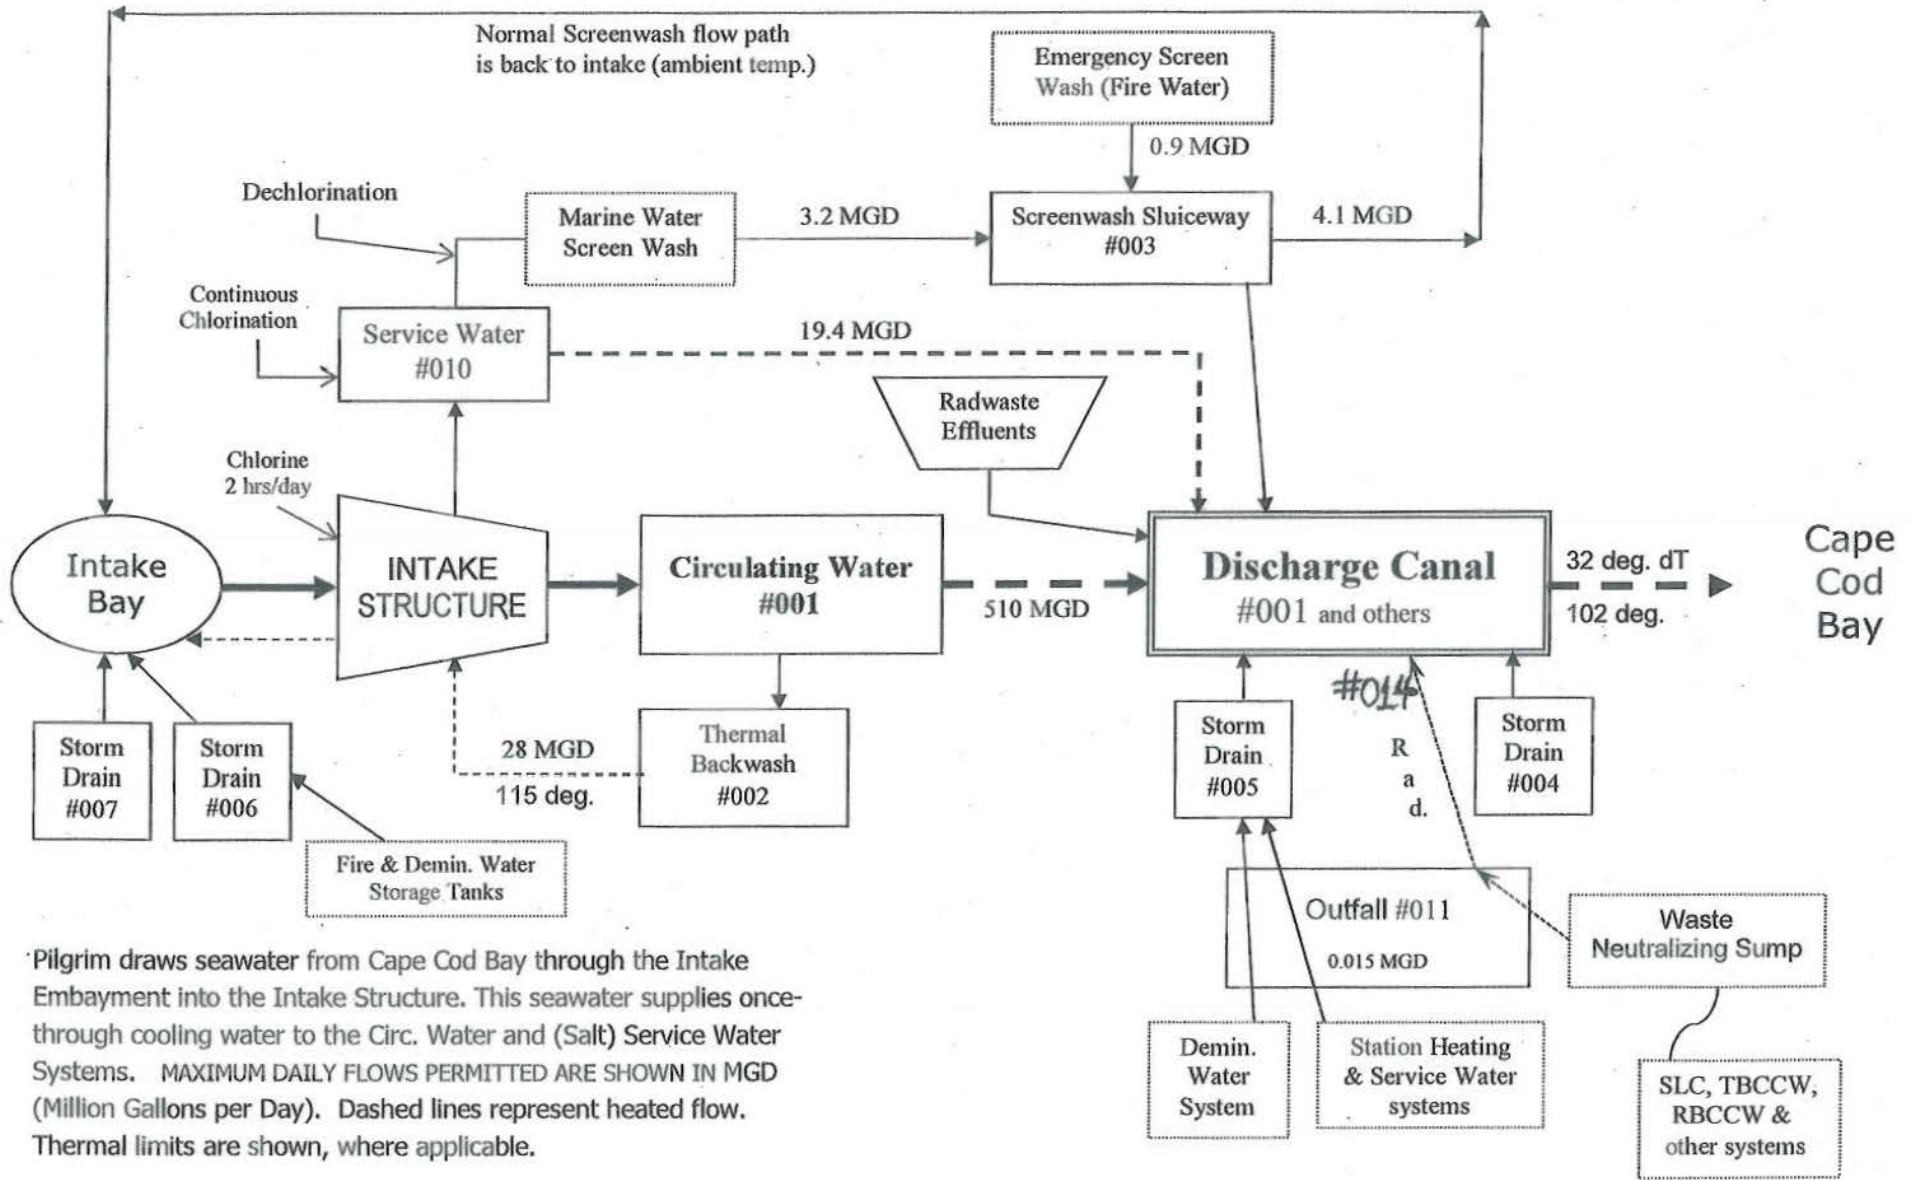 Normal Screenwash flow path
is back to intake (ambient temp.)
Emergency Screen
Wash (Fire Water)
0.9 MGD
Dechlorination
Marine Water
Screen Wash
3.2 MGD
Screenwash Sluiceway
#003
4.1 MGD
Continuous
Chlorination
Service Water
#010
19.4 MGD
Radwaste
Effluents
Chlorine
2 hrs/day
Intake
Bay
INTAKE
STRUCTURE
Circulating Water
#001
510 MGD
Discharge Canal
#001 and others
32 deg. dT
102 deg.
Cape
Cod
Bay
#014
Storm
Drain
#007
Storm
Drain
#006
28 MGD
115 deg.
Thermal
Backwash
#002
Storm
Drain
#005
R
a
d.
Storm
Drain
#004
Fire & Demin. Water
Storage Tanks
Outfall #011
0.015 MGD
Waste
Neutralizing Sump
Demin.
Water
System
Station Heating
& Service Water
systems
SLC, TBCCW,
RBCCW &
other systems
Pilgrim draws seawater from Cape Cod Bay through the Intake
Embayment into the Intake Structure. This seawater supplies once-
through cooling water to the Circ. Water and (Salt) Service Water
Systems. MAXIMUM DAILY FLOWS PERMITTED ARE SHOWN IN MGD
(Million Gallons per Day). Dashed lines represent heated flow.
Thermal limits are shown, where applicable.